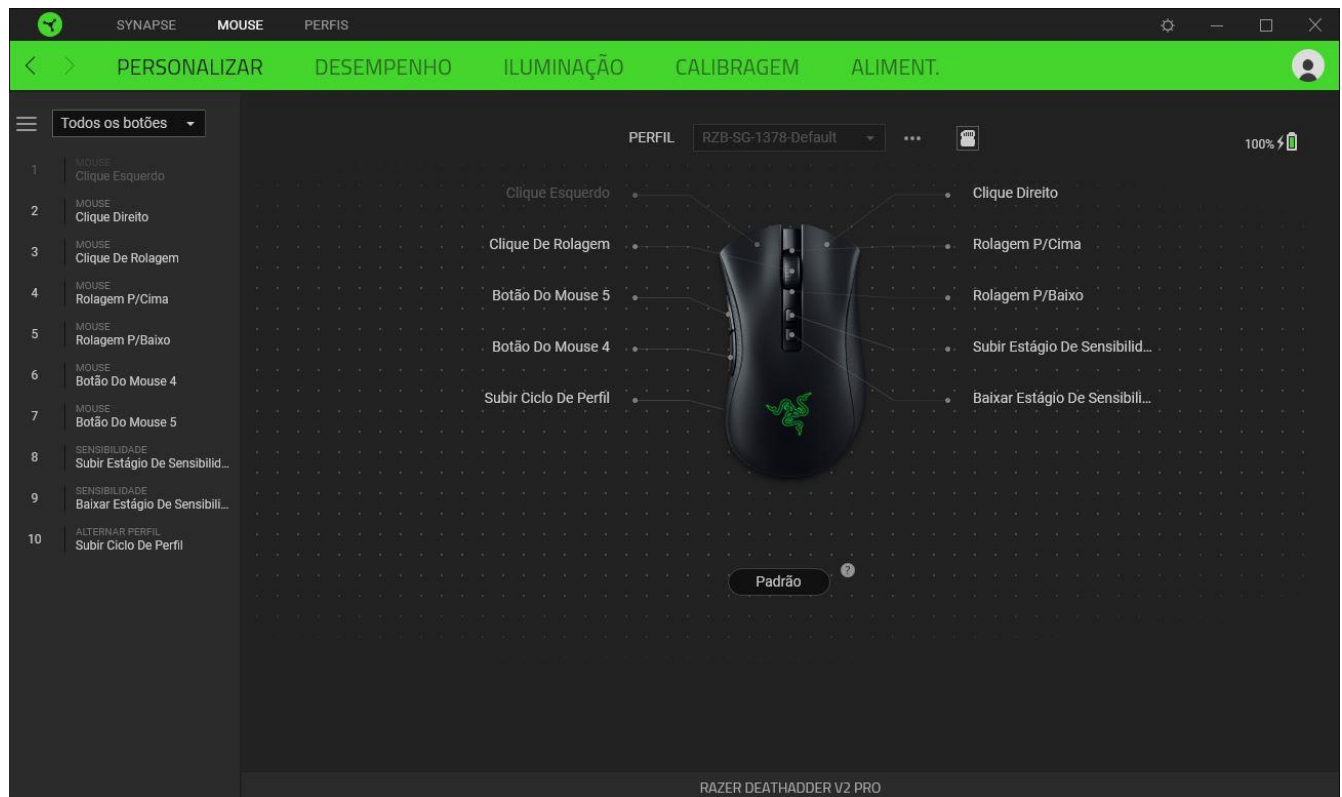 SYNAPSE MOUSE PERFIS
PERSONALIZAR DESEMPENHO ILUMINAÇÃO CALIBRAGEM ALIMENT.
Todos os botões
PERFIL RZB-SG-1378-Default
100%
1 MOUSE
Clique Esquerdo
2 MOUSE
Clique Direito
3 MOUSE
Clique De Rolagem
4 MOUSE
Rolagem P/Cima
5 MOUSE
Rolagem P/Baixo
6 MOUSE
Botão Do Mouse 4
7 MOUSE
Botão Do Mouse 5
8 SENSIBILIDADE
Subir Estágio De Sensibilid...
9 SENSIBILIDADE
Baixar Estágio De Sensibili...
10 ALTERNAR PERFIL
Subir Ciclo De Perfil
Clique Esquerdo
Clique De Rolagem
Botão Do Mouse 5
Botão Do Mouse 4
Subir Ciclo De Perfil
Clique Direito
Rolagem P/Cima
Rolagem P/Baixo
Subir Estágio De Sensibilid...
Baixar Estágio De Sensibili...
Padrão ?
RAZER DEATHADDER V2 PRO